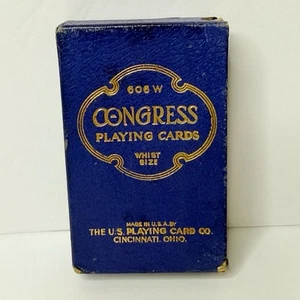 606 W
CONGRESS
PLAYING CARDS
WHIST
SIZE
MADE IN U.S.A. BY
THE U.S. PLAYING CARD CO.
CINCINNATI, OHIO.